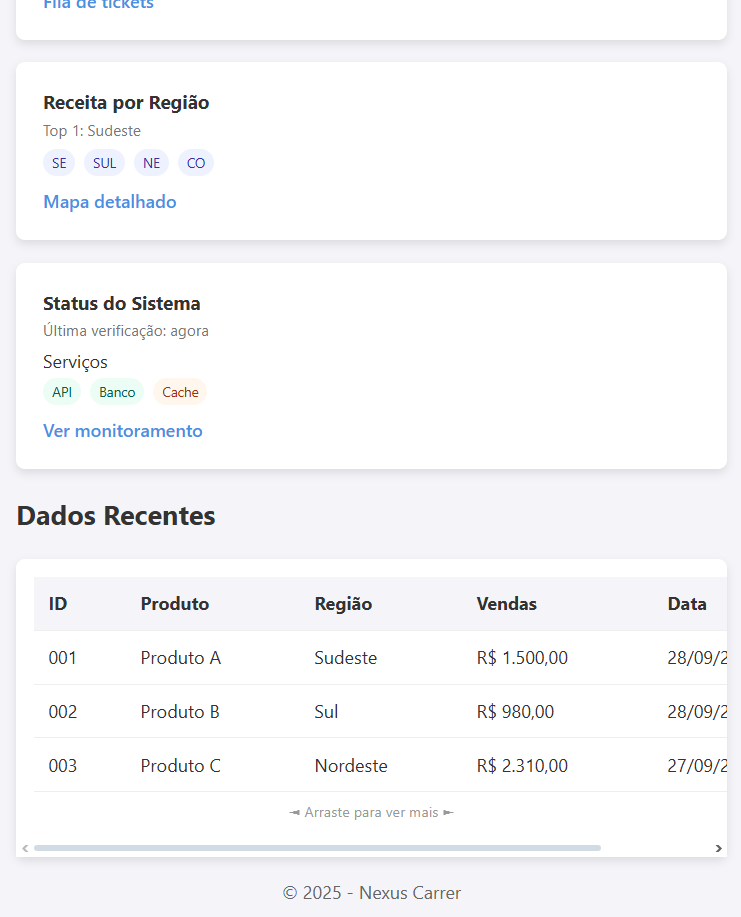 Fila de tickets
Receita por Região
Top 1: Sudeste
SE SUL NE CO
Mapa detalhado
Status do Sistema
Última verificação: agora
Serviços
API Banco Cache
Ver monitoramento
Dados Recentes
ID Produto Região Vendas Data
001 Produto A Sudeste R$ 1.500,00 28/09/2
002 Produto B Sul R$ 980,00 28/09/2
003 Produto C Nordeste R$ 2.310,00 27/09/2
◄ Arraste para ver mais ►
© 2025 - Nexus Carrer